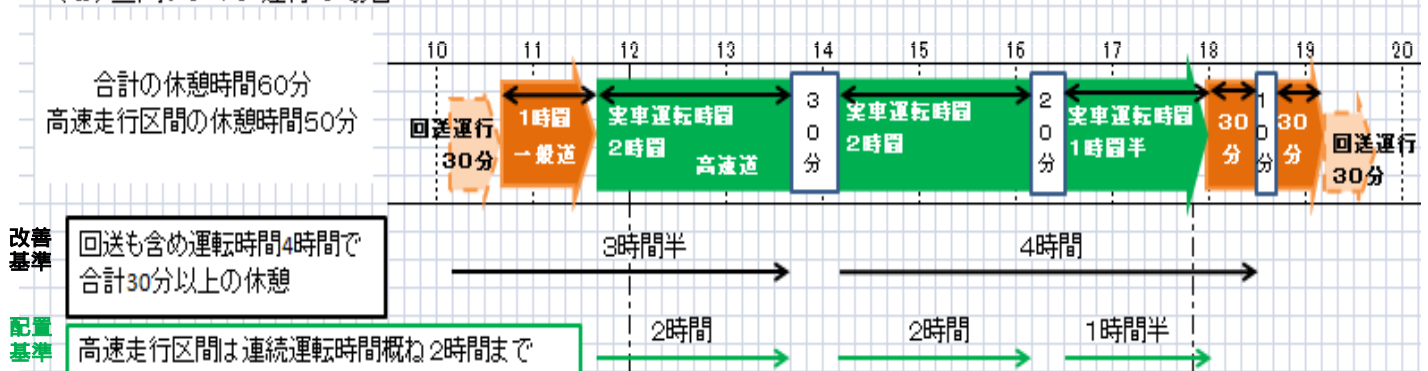 10 11 12 13 14 15 16 17 18 19 20
合計の休憩時間60分
高速走行区間の休憩時間50分
回送運行
30分
1時間
一般道
実車運転時間
2時間
高速道
30分
実車運転時間
2時間
20分
実車運転時間
1時間半
30
分
10分
30
分
回送運行
30分
改善
基準
回送も含め運転時間4時間で
合計30分以上の休憩
3時間半
4時間
配置
基準
高速走行区間は連続運転時間概ね2時間まで
2時間
2時間
1時間半